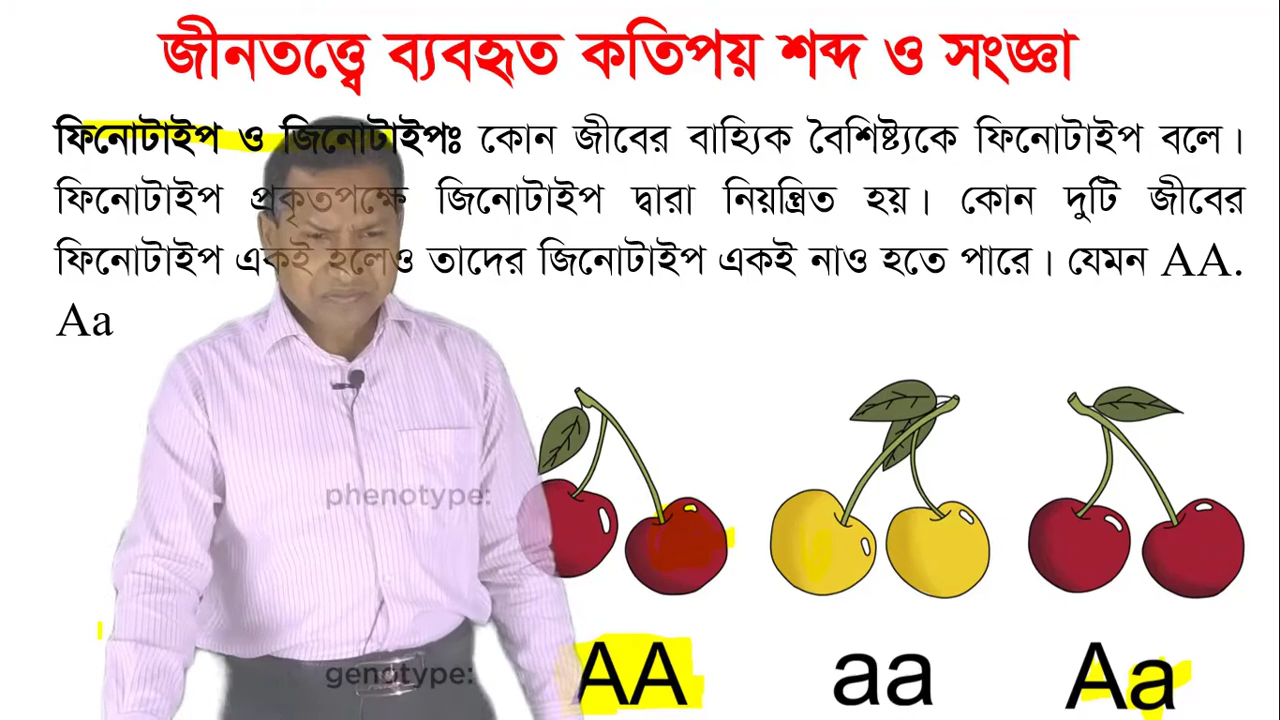 জীনতত্ত্বে ব্যবহৃত কতিপয় শব্দ ও সংজ্ঞা
ফিনোটাইপ ও জিনোটাইপঃ কোন জীবের বাহ্যিক বৈশিষ্ট্যকে ফিনোটাইপ বলে।
ফিনোটাইপ প্রকৃতপক্ষে জিনোটাইপ দ্বারা নিয়ন্ত্রিত হয়। কোন দুটি জীবের
ফিনোটাইপ একই হলেও তাদের জিনোটাইপ একই নাও হতে পারে। যেমন AA.
Aa
phenotype:
genotype: AA aa Aa